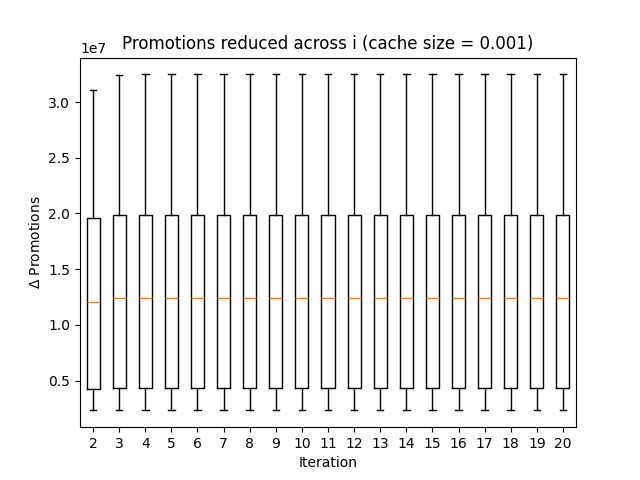 1e7
Promotions reduced across i (cache size = 0.001)
3.0
2.5
2.0
1.5
1.0
0.5
Δ Promotions
2 3 4 5 6 7 8 9 10 11 12 13 14 15 16 17 18 19 20
Iteration